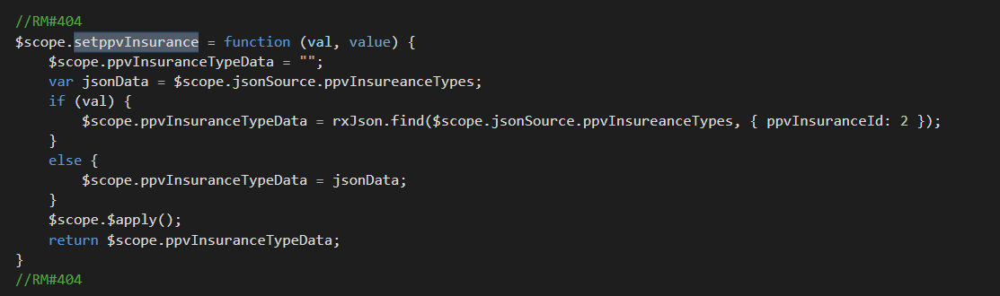 //RM#404
$scope.setppvInsurance = function (val, value) {
$scope.ppvInsuranceTypeData = "";
var jsonData = $scope.jsonSource.ppvInsureanceTypes;
if (val) {
$scope.ppvInsuranceTypeData = rxJson.find($scope.jsonSource.ppvInsureanceTypes, { ppvInsuranceId: 2 });
}
else {
$scope.ppvInsuranceTypeData = jsonData;
}
$scope.$apply();
return $scope.ppvInsuranceTypeData;
}
//RM#404